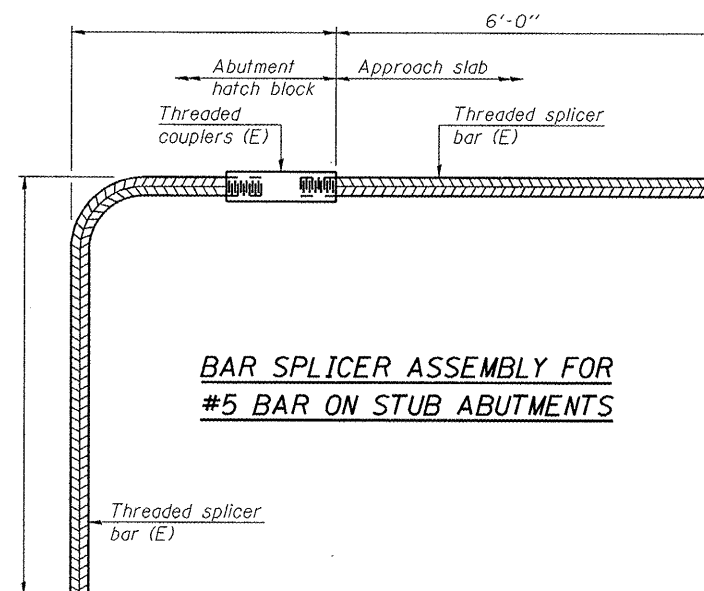 6'-0"
Abutment
hatch block
Approach slab
Threaded
couplers (E)
Threaded splicer
bar (E)
BAR SPLICER ASSEMBLY FOR
#5 BAR ON STUB ABUTMENTS
Threaded splicer
bar (E)